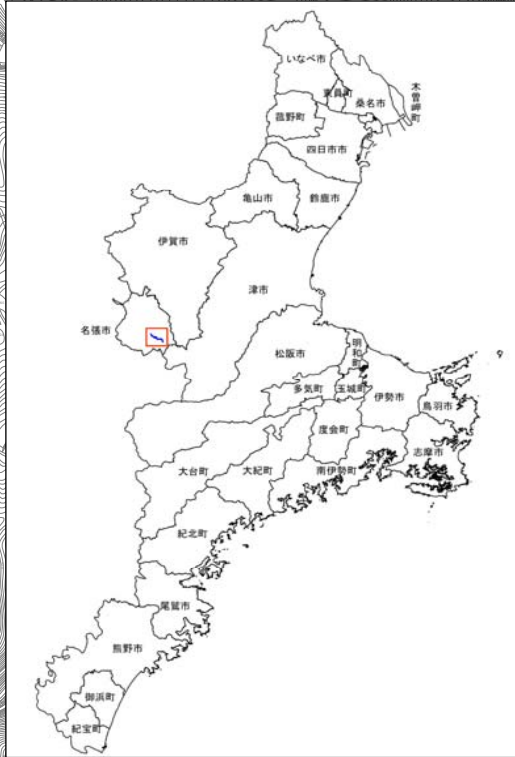 いなべ市
東員町
桑名市
木曽岬町
菰野町
四日市市
亀山市
鈴鹿市
伊賀市
津市
名張市
松阪市
明和町
多気町
玉城町
伊勢市
鳥羽市
度会町
志摩市
大台町
大紀町
南伊勢町
紀北町
尾鷲市
熊野市
御浜町
紀宝町